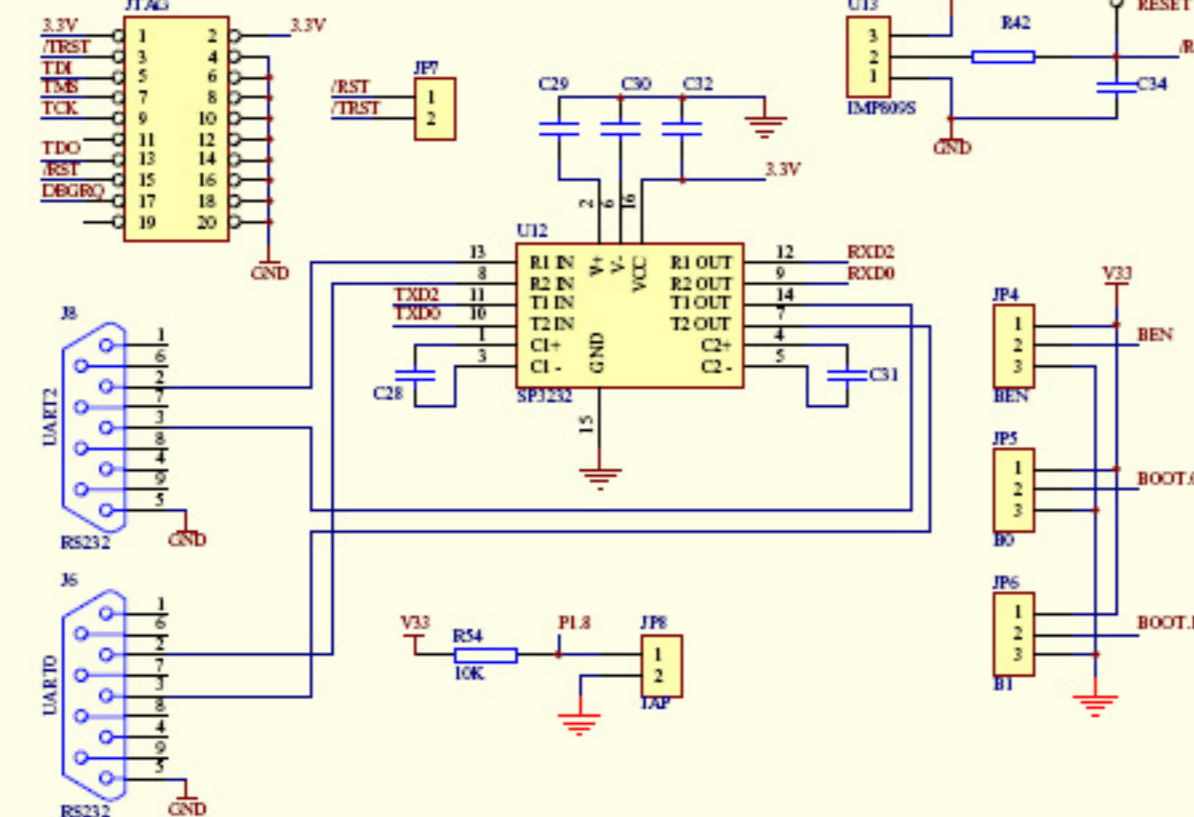 JTAG
3.3V 1 2 3.3V
/TRST 3 4
TDI 5 6
TMS 7 8
TCK 9 10
11 12
TDO 13 14
/RST 15 16
DBGRQ 17 18
19 20
GND
JP7
/RST 1
/TRST 2
C29 C30 C32
3.3V
2 6 16
U13
3
2
1
IMP809S
R42
RESET
C34
GND
U12
13 R1 IN V+ V- VCC R1 OUT 12 RXD2
8 R2 IN R2 OUT 9 RXD0
TXD2 11 T1 IN T1 OUT 14
TXD0 10 T2 IN T2 OUT 7
1 C1+ GND C2+ 4
3 C1 - C2 - 5
C28
C31
SP3232
15
J8
UART2
1
6
2
7
3
8
4
9
5
RS232
GND
J6
UART0
1
6
2
7
3
8
4
9
5
RS232
GND
V33
R54
10K
P1.8
JP8
1
2
TAP
V33
JP4
1
2 BEN
3
BEN
JP5
1
2 BOOT.
3
B0
JP6
1
2 BOOT.
3
B1